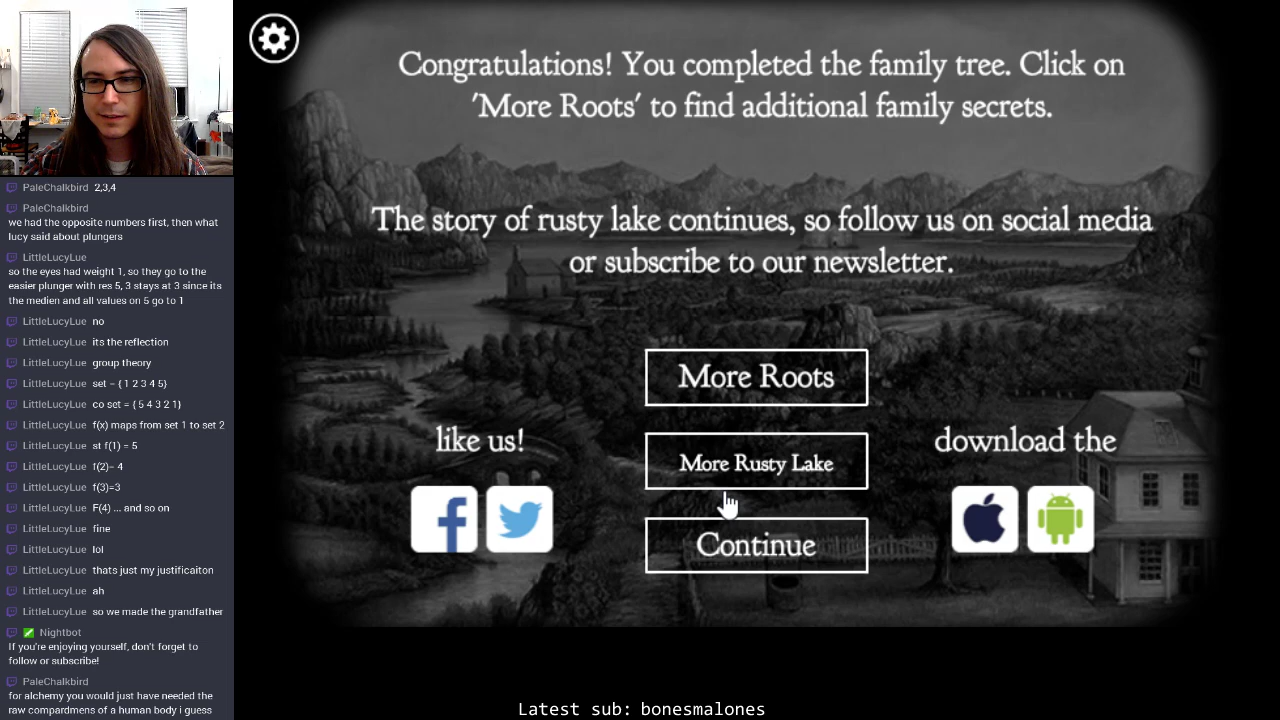 PaleChalkbird 2,3,4
PaleChalkbird
we had the opposite numbers first, then what
lucy said about plungers
LittleLucyLue
so the eyes had weight 1, so they go to the
easier plunger with res 5, 3 stays at 3 since its
the medien and all values on 5 go to 1
LittleLucyLue no
LittleLucyLue its the reflection
LittleLucyLue group theory
LittleLucyLue set = { 1 2 3 4 5}
LittleLucyLue co set = { 5 4 3 2 1}
LittleLucyLue f(x) maps from set 1 to set 2
LittleLucyLue st f(1) = 5
LittleLucyLue f(2)= 4
LittleLucyLue f(3)=3
LittleLucyLue F(4) ... and so on
LittleLucyLue fine
LittleLucyLue lol
LittleLucyLue thats just my justificaiton
LittleLucyLue ah
LittleLucyLue so we made the grandfather
Nightbot
If you're enjoying yourself, don't forget to
follow or subscribe!
PaleChalkbird
for alchemy you would just have needed the
raw compardmens of a human body i guess
Congratulations! You completed the family tree. Click on
'More Roots' to find additional family secrets.
The story of rusty lake continues, so follow us on social media
or subscribe to our newsletter.
More Roots
like us!
More Rusty Lake
download the
Continue
Latest sub: bonesmalones